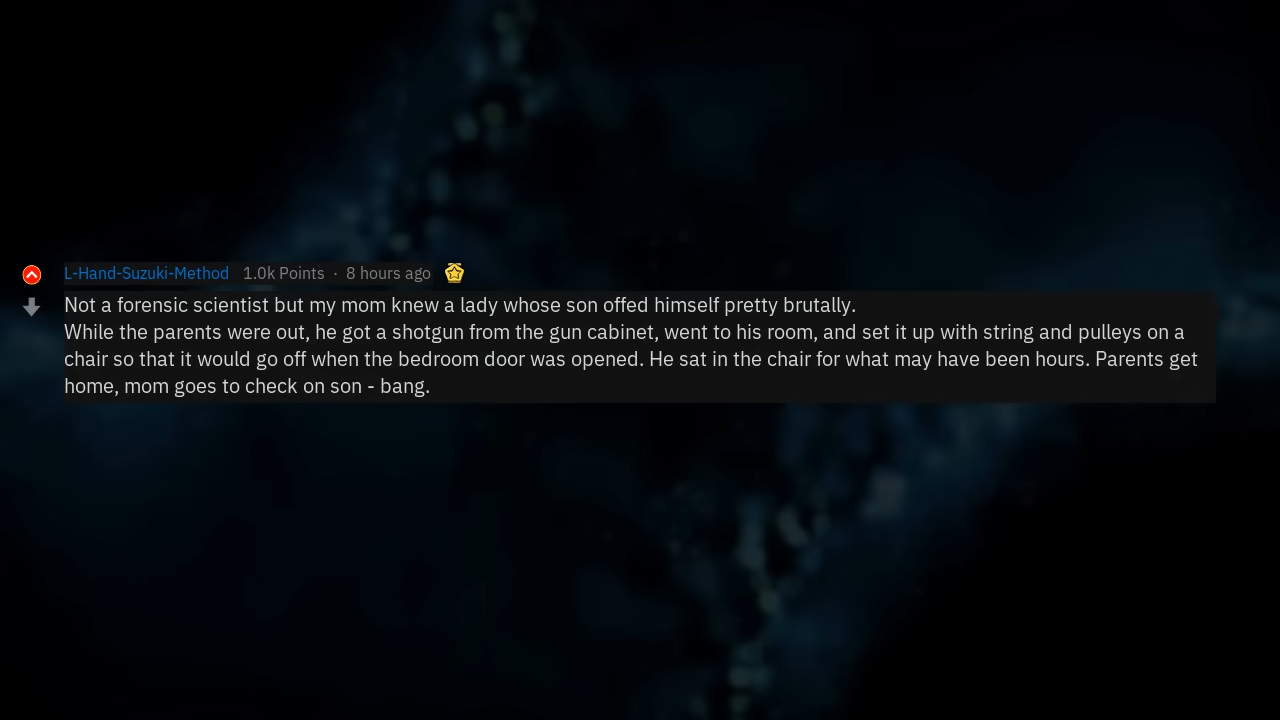 L-Hand-Suzuki-Method 1.0k Points · 8 hours ago
Not a forensic scientist but my mom knew a lady whose son offed himself pretty brutally.
While the parents were out, he got a shotgun from the gun cabinet, went to his room, and set it up with string and pulleys on a
chair so that it would go off when the bedroom door was opened. He sat in the chair for what may have been hours. Parents get
home, mom goes to check on son - bang.